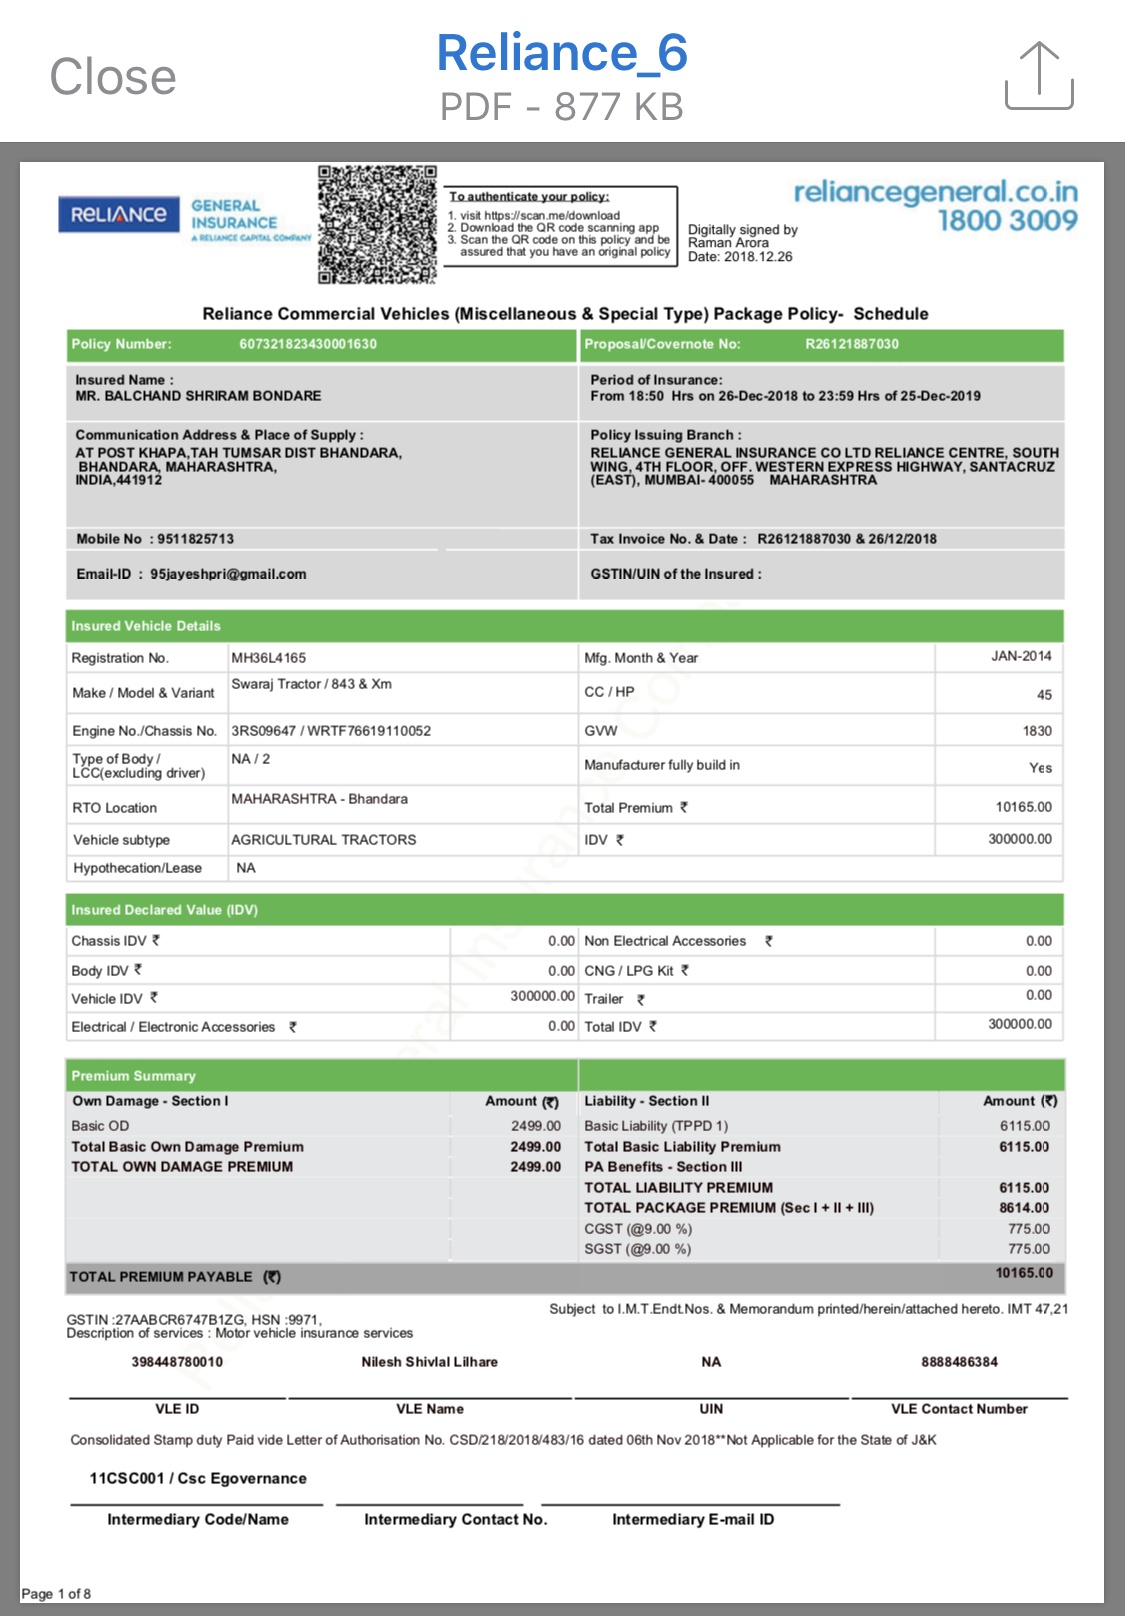 Close
Reliance_6
PDF - 877 KB
RELIANCE
GENERAL
INSURANCE
A RELIANCE CAPITAL COMPANY
To authenticate your policy:
1. visit https://scan.me/download
2. Download the QR code scanning app
3. Scan the QR code on this policy and be
assured that you have an original policy
Digitally signed by
Raman Arora
Date: 2018.12.26
reliancegeneral.co.in
1800 3009
Reliance Commercial Vehicles (Miscellaneous & Special Type) Package Policy- Schedule
Policy Number: 607321823430001630 Proposal/Covernote No: R26121887030
Insured Name :
MR. BALCHAND SHRIRAM BONDARE
Period of Insurance:
From 18:50 Hrs on 26-Dec-2018 to 23:59 Hrs of 25-Dec-2019
Communication Address & Place of Supply :
AT POST KHAPA,TAH TUMSAR DIST BHANDARA,
BHANDARA, MAHARASHTRA,
INDIA,441912
Policy Issuing Branch :
RELIANCE GENERAL INSURANCE CO LTD RELIANCE CENTRE, SOUTH
WING, 4TH FLOOR, OFF. WESTERN EXPRESS HIGHWAY, SANTACRUZ
(EAST), MUMBAI- 400055 MAHARASHTRA
Mobile No : 9511825713 Tax Invoice No. & Date : R26121887030 & 26/12/2018
Email-ID : 95jayeshpri@gmail.com GSTIN/UIN of the Insured :
Insured Vehicle Details
Registration No. MH36L4165 Mfg. Month & Year JAN-2014
Make / Model & Variant Swaraj Tractor / 843 & Xm CC / HP 45
Engine No./Chassis No. 3RS09647 / WRTF76619110052 GVW 1830
Type of Body /
LCC(excluding driver) NA / 2 Manufacturer fully build in Yes
RTO Location MAHARASHTRA - Bhandara Total Premium ₹ 10165.00
Vehicle subtype AGRICULTURAL TRACTORS IDV ₹ 300000.00
Hypothecation/Lease NA
Insured Declared Value (IDV)
Chassis IDV ₹ 0.00 Non Electrical Accessories ₹ 0.00
Body IDV ₹ 0.00 CNG / LPG Kit ₹ 0.00
Vehicle IDV ₹ 300000.00 Trailer ₹ 0.00
Electrical / Electronic Accessories ₹ 0.00 Total IDV ₹ 300000.00
Premium Summary
Own Damage - Section I Amount (₹) Liability - Section II Amount (₹)
Basic OD 2499.00 Basic Liability (TPPD 1) 6115.00
Total Basic Own Damage Premium 2499.00 Total Basic Liability Premium 6115.00
TOTAL OWN DAMAGE PREMIUM 2499.00 PA Benefits - Section III
TOTAL LIABILITY PREMIUM 6115.00
TOTAL PACKAGE PREMIUM (Sec I + II + III) 8614.00
CGST (@9.00 %) 775.00
SGST (@9.00 %) 775.00
TOTAL PREMIUM PAYABLE (₹) 10165.00
Subject to I.M.T.Endt.Nos. & Memorandum printed/herein/attached hereto. IMT 47,21
GSTIN :27AABCR6747B1ZG, HSN :9971,
Description of services : Motor vehicle insurance services
398448780010 Nilesh Shivlal Lilhare NA 8888486384
VLE ID VLE Name UIN VLE Contact Number
Consolidated Stamp duty Paid vide Letter of Authorisation No. CSD/218/2018/483/16 dated 06th Nov 2018**Not Applicable for the State of J&K
11CSC001 / Csc Egovernance
Intermediary Code/Name Intermediary Contact No. Intermediary E-mail ID
Page 1 of 8